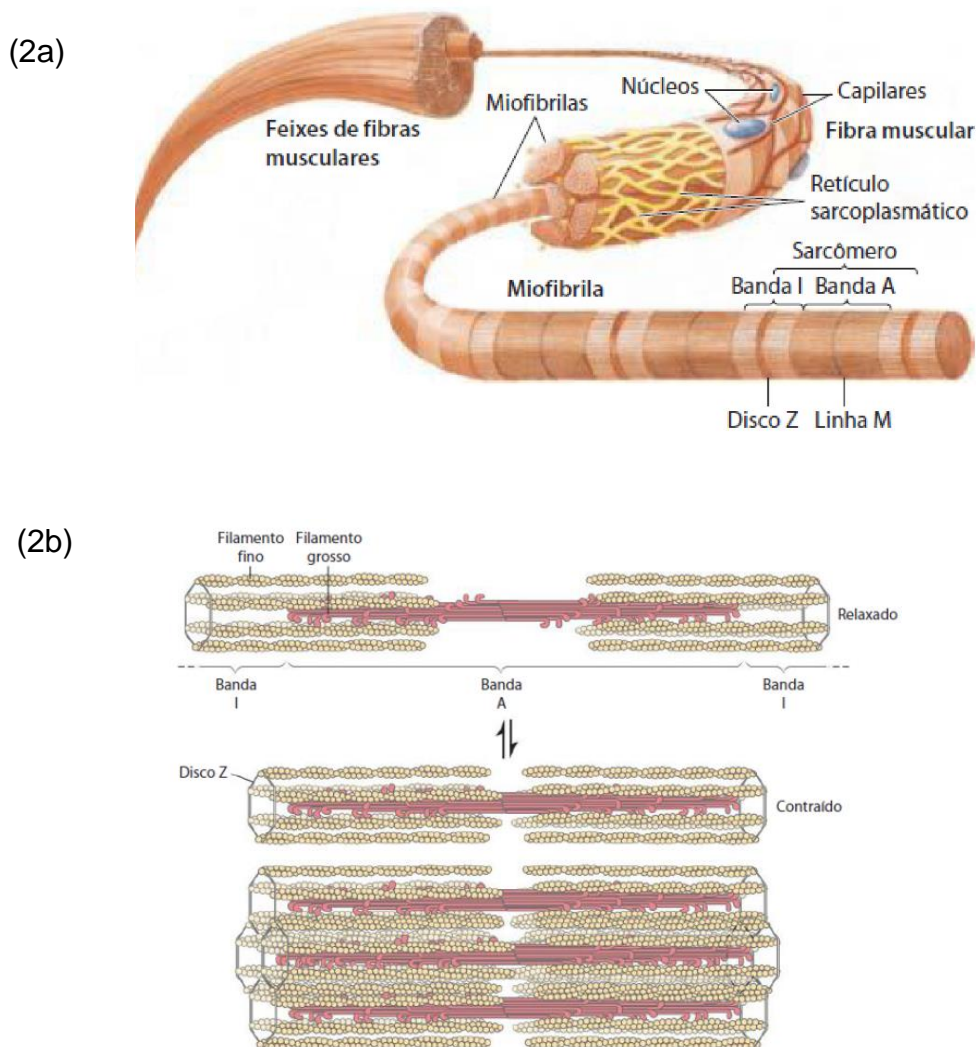 (2a)
Feixes de fibras
musculares
Miofibrilas
Núcleos
Capilares
Fibra muscular
Retículo
sarcoplasmático
Sarcômero
Miofibrila
Banda I
Banda A
Disco Z
Linha M
(2b)
Filamento
fino
Filamento
grosso
Relaxado
Banda
I
Banda
A
Banda
I
Disco Z
Contraído